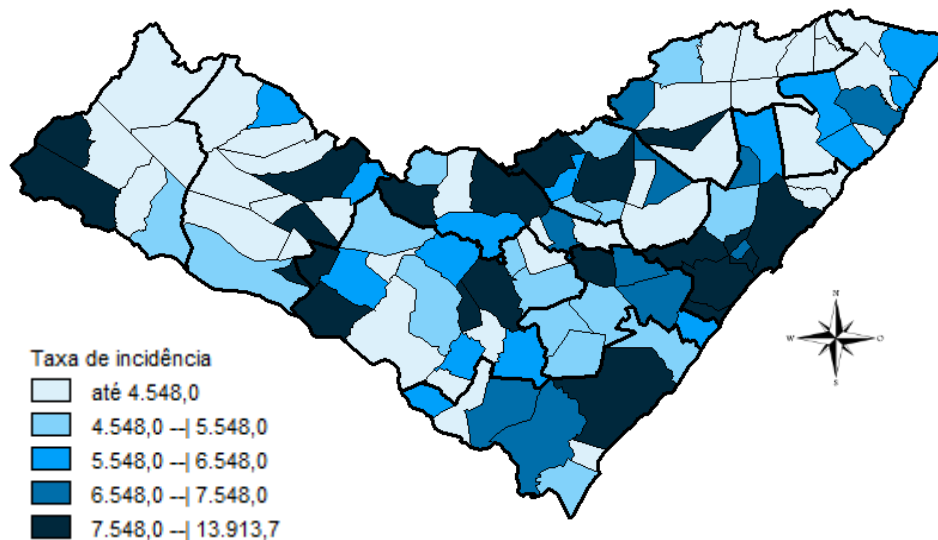 Taxa de incidência
até 4.548,0
4.548,0 --| 5.548,0
5.548,0 --| 6.548,0
6.548,0 --| 7.548,0
7.548,0 --| 13.913,7
N
W
O
S